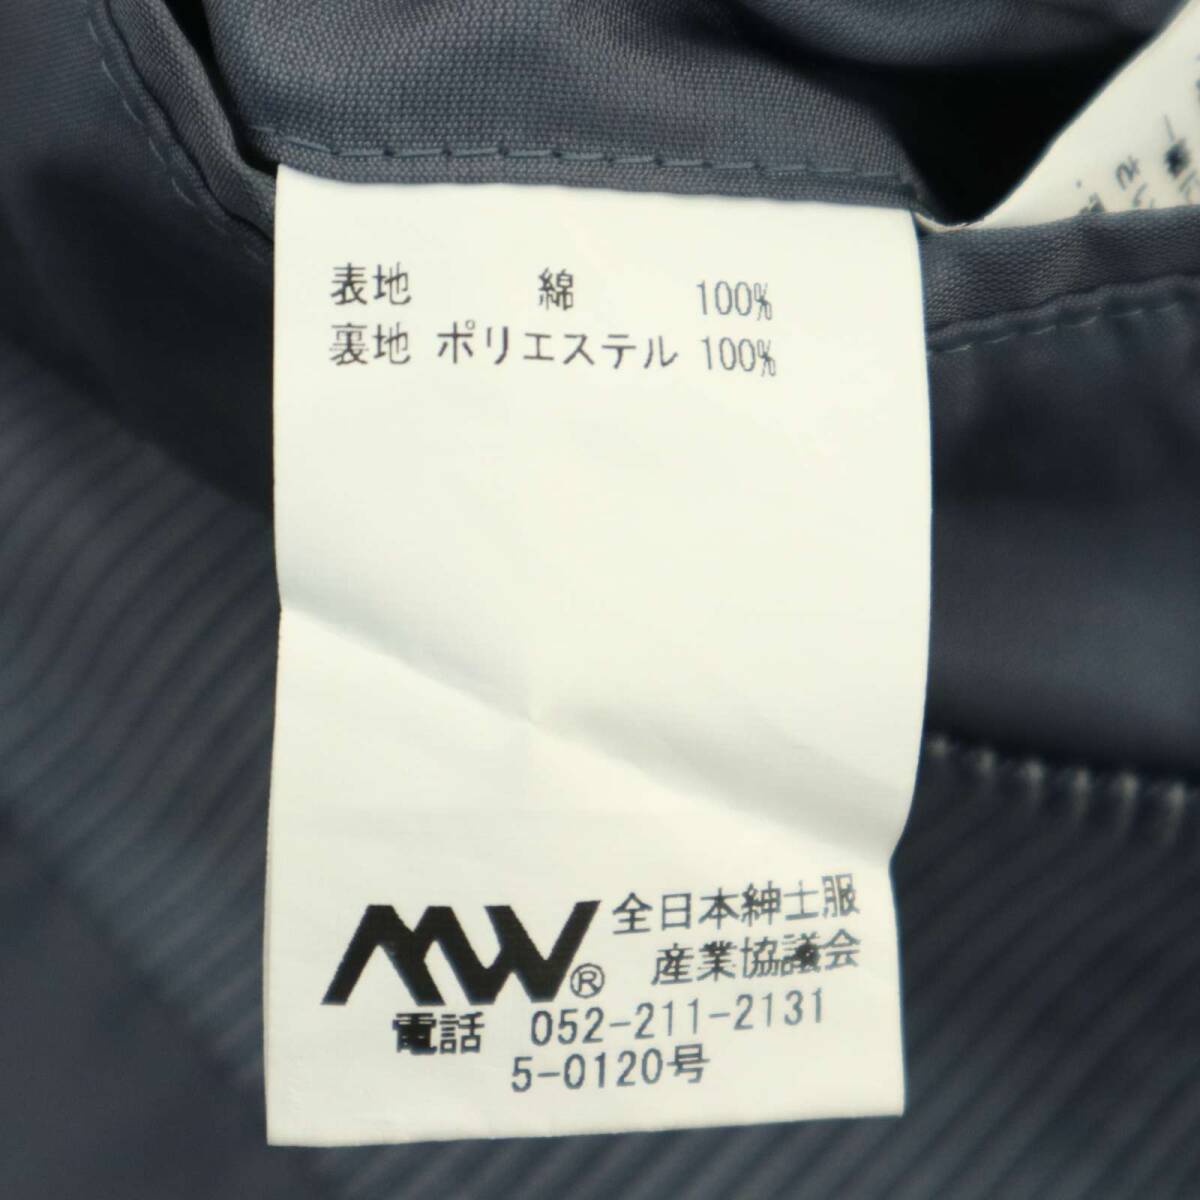 表地 綿 100%
裏地 ポリエステル 100%
MW® 全日本紳士服
産業協議会
電話 052-211-2131
5-0120号